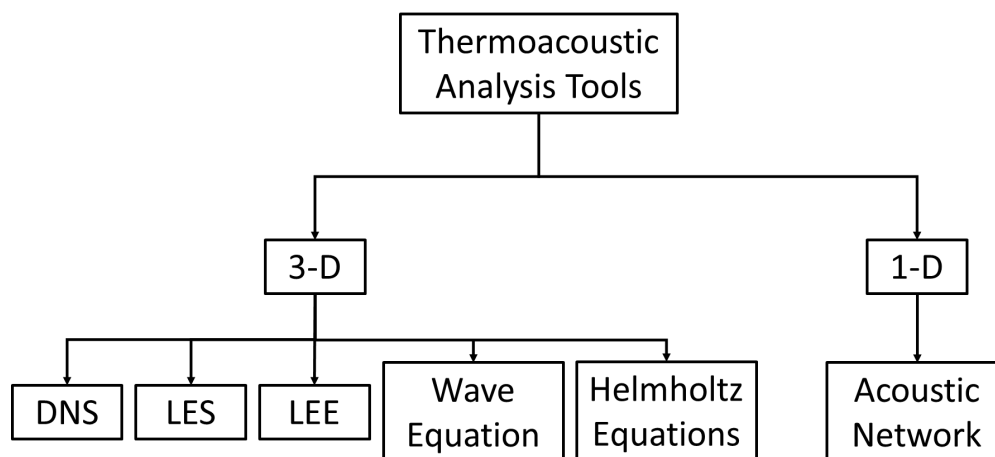 Thermoacoustic
Analysis Tools
3-D
1-D
DNS
LES
LEE
Wave
Equation
Helmholtz
Equations
Acoustic
Network